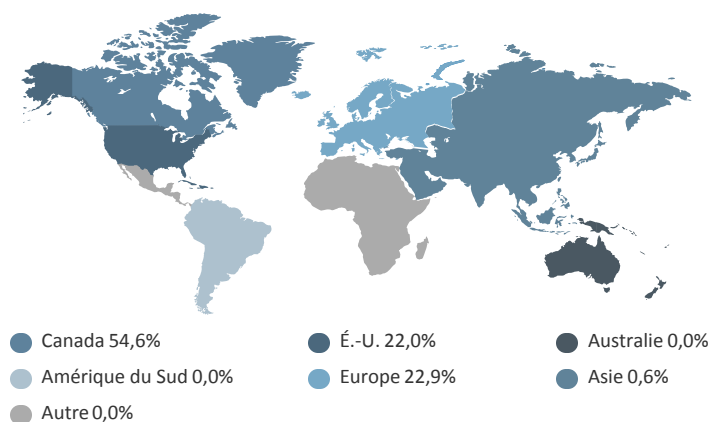 Canada 54,6%
É.-U. 22,0%
Australie 0,0%
Amérique du Sud 0,0%
Europe 22,9%
Asie 0,6%
Autre 0,0%